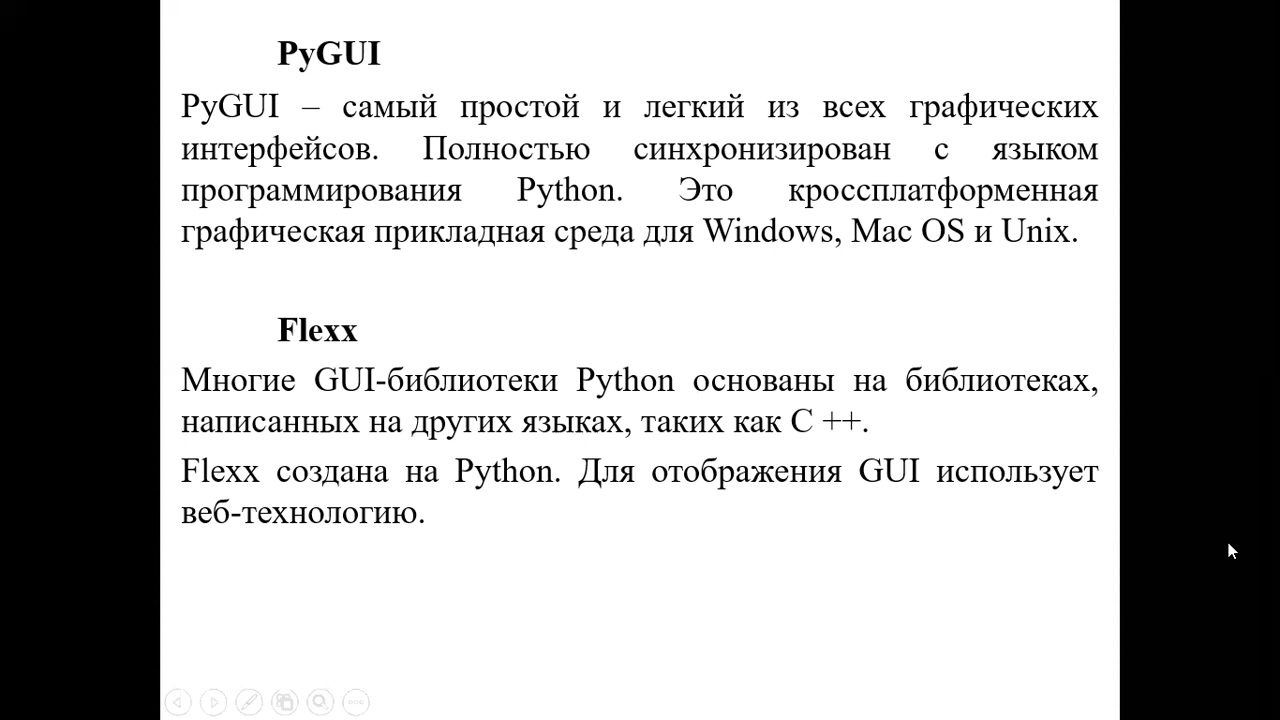 PyGUI
PyGUI – самый простой и легкий из всех графических
интерфейсов. Полностью синхронизирован с языком
программирования Python. Это кроссплатформенная
графическая прикладная среда для Windows, Mac OS и Unix.
Flexx
Многие GUI-библиотеки Python основаны на библиотеках,
написанных на других языках, таких как C ++.
Flexx создана на Python. Для отображения GUI использует
веб-технологию.